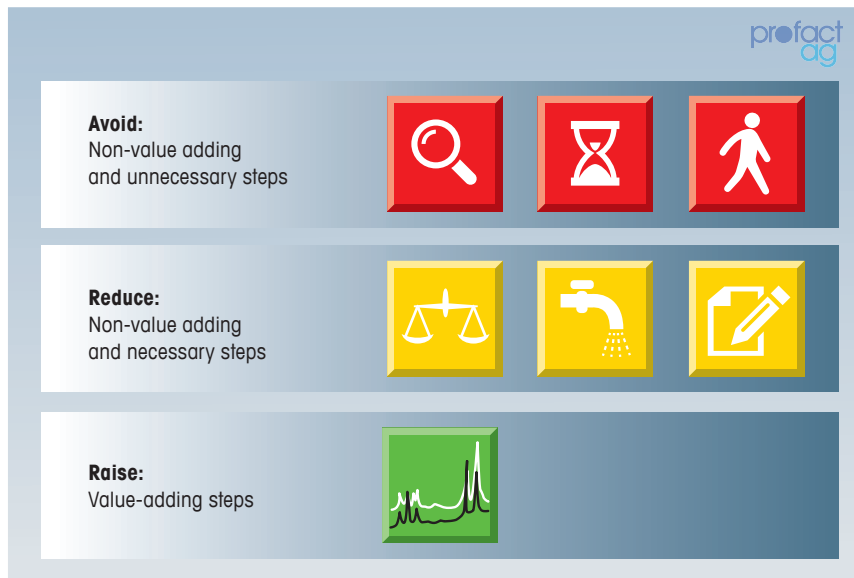 profact
ag
Avoid:
Non-value adding
and unnecessary steps
Reduce:
Non-value adding
and necessary steps
Raise:
Value-adding steps